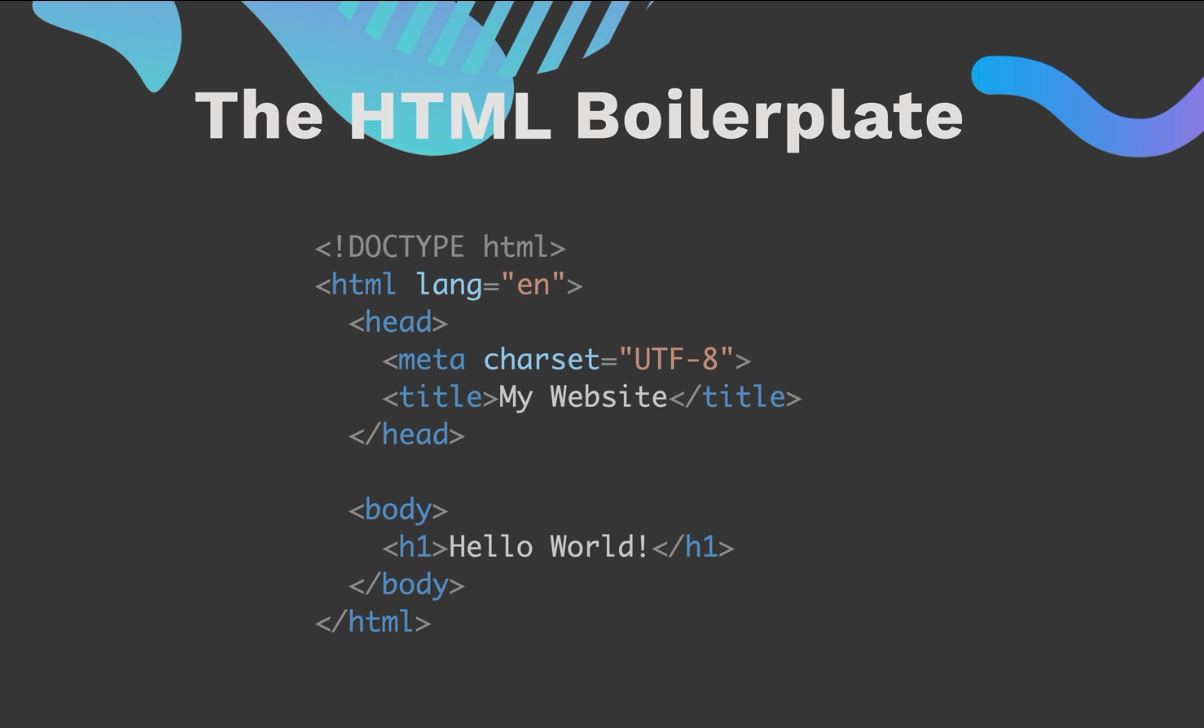 The HTML Boilerplate
<!DOCTYPE html>
<html lang="en">
<head>
<meta charset="UTF-8">
<title>My Website</title>
</head>
<body>
<h1>Hello World!</h1>
</body>
</html>